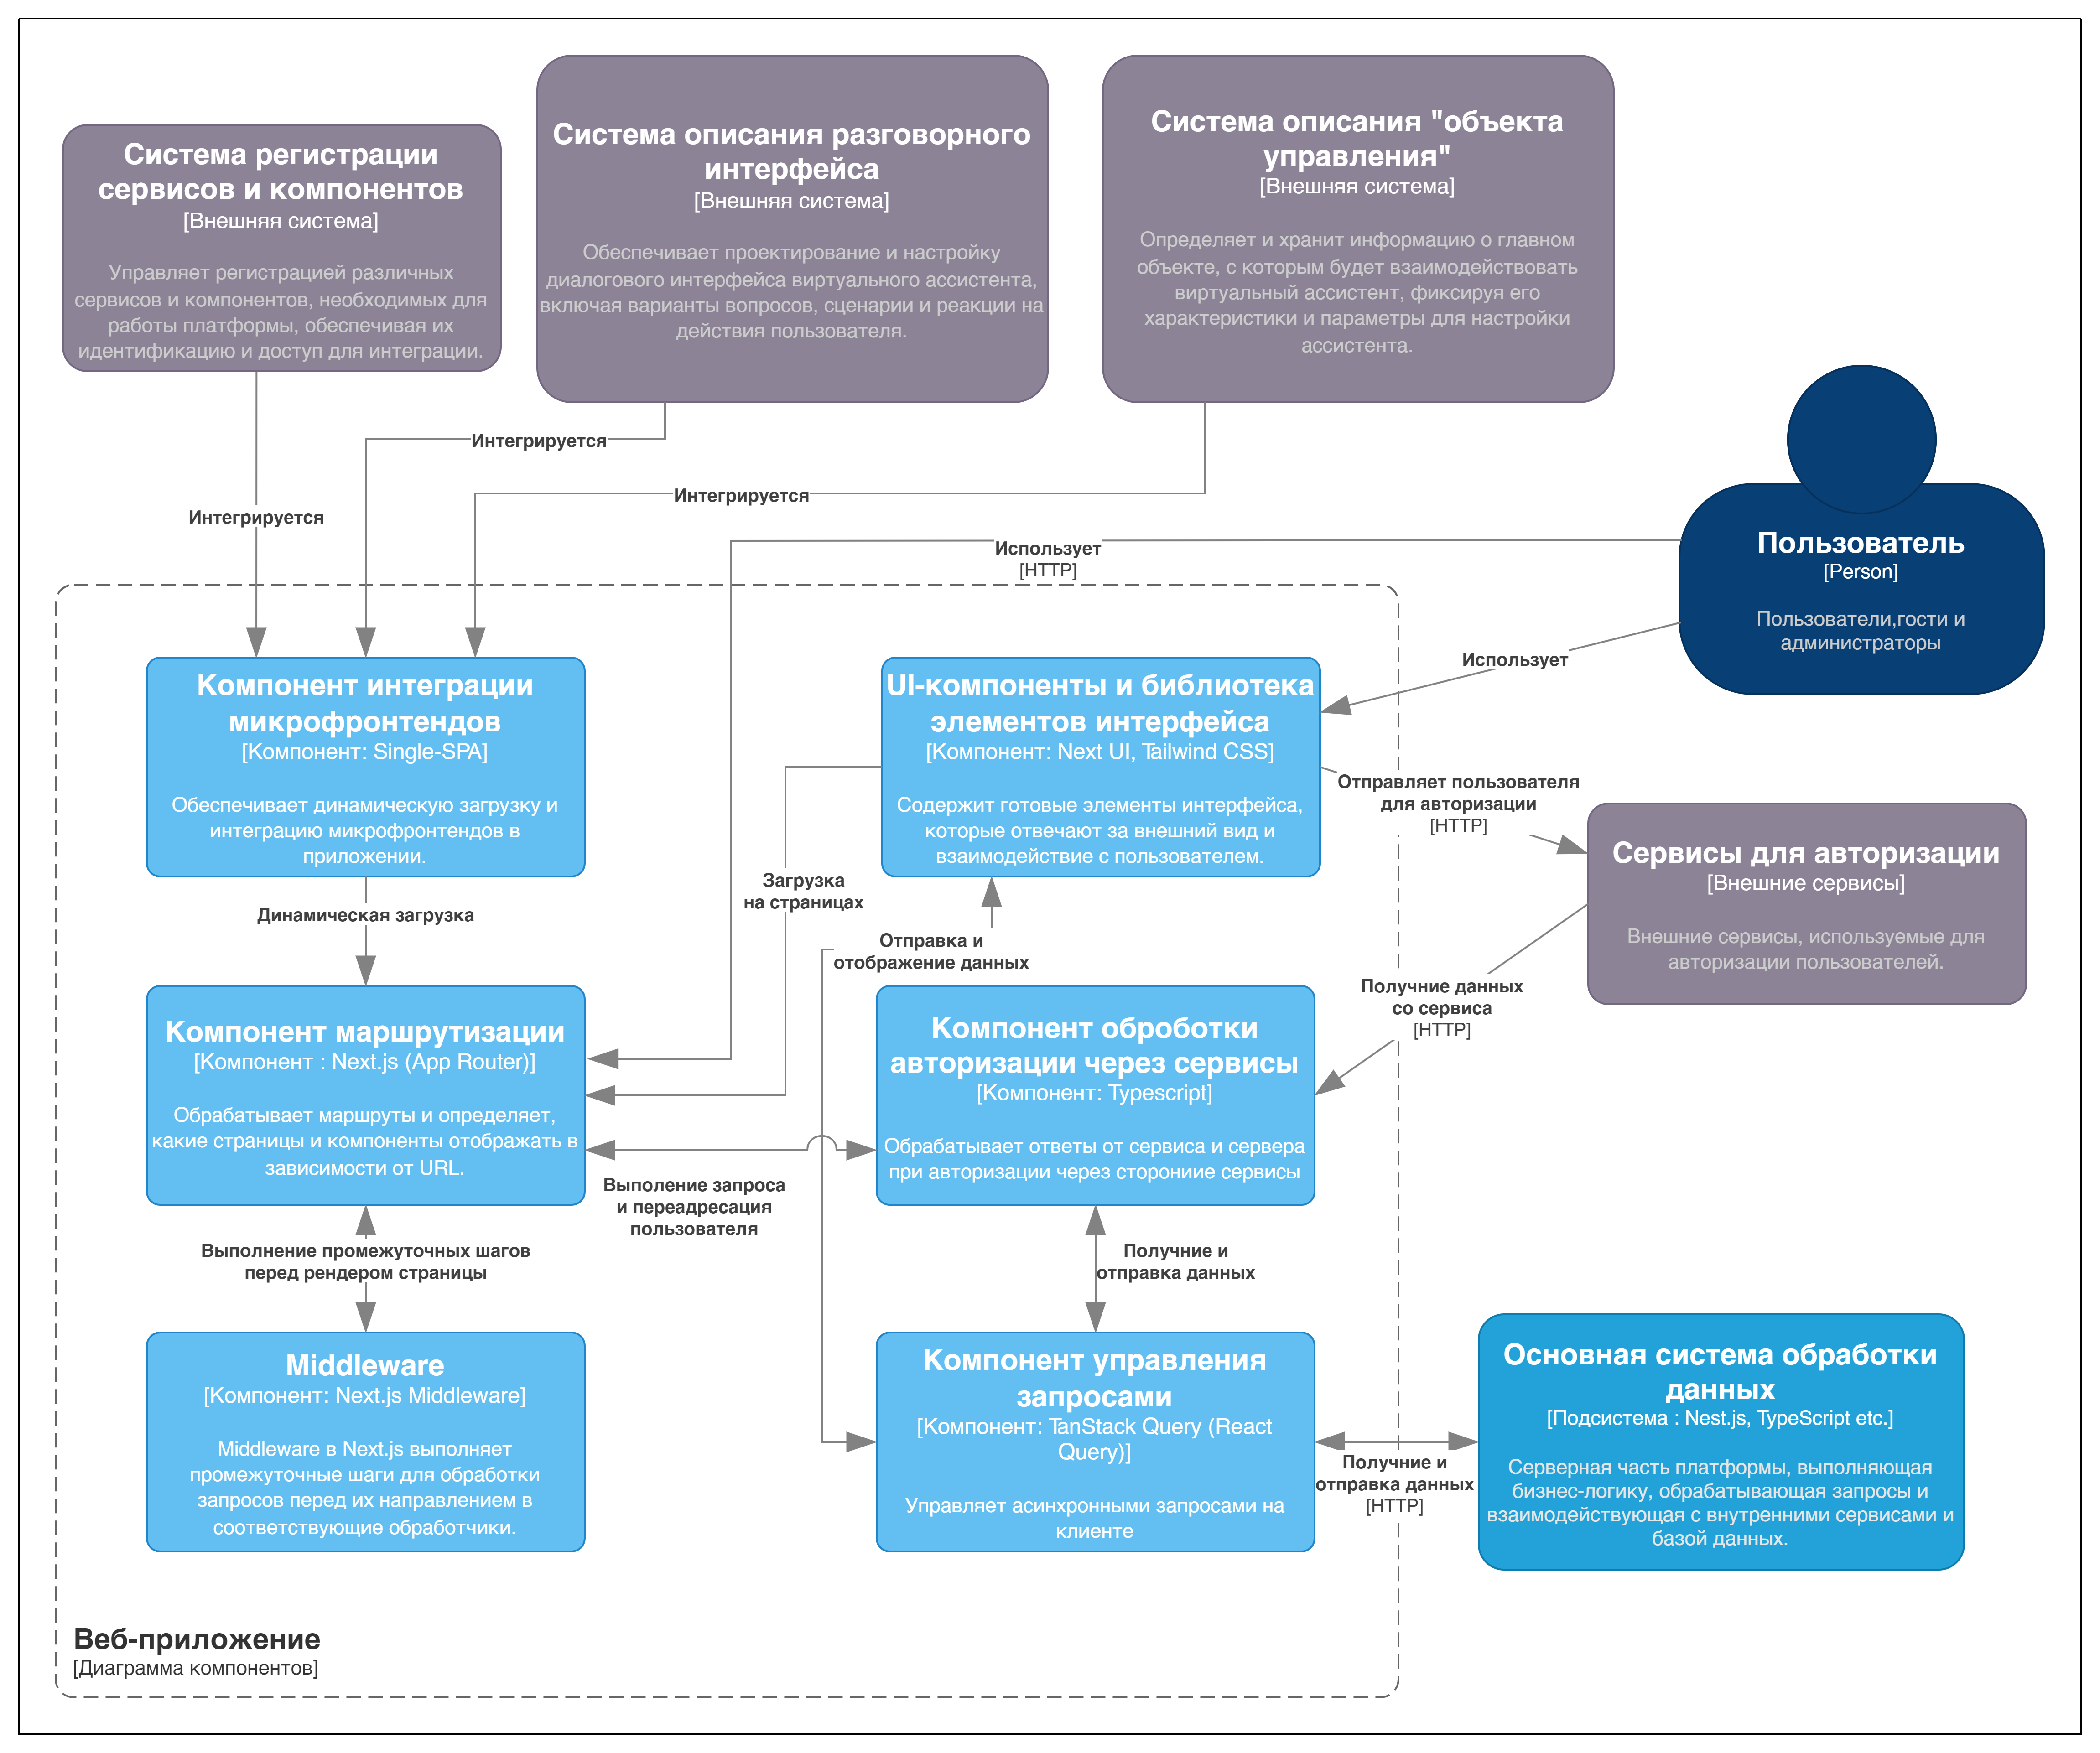 Система регистрации
сервисов и компонентов
[Внешняя система]
Управляет регистрацией различных
сервисов и компонентов, необходимых для
работы платформы, обеспечивая их
идентификацию и доступ для интеграции.
Система описания разговорного
интерфейса
[Внешняя система]
Обеспечивает проектирование и настройку
диалогового интерфейса виртуального ассистента,
включая варианты вопросов, сценарии и реакции на
действия пользователя.
Система описания "объекта
управления"
[Внешняя система]
Определяет и хранит информацию о главном
объекте, с которым будет взаимодействовать
виртуальный ассистент, фиксируя его
характеристики и параметры для настройки
ассистента.
Интегрируется
Интегрируется
Интегрируется
Использует
[HTTP]
Пользователь
[Person]
Пользователи,гости и
администраторы
Использует
Компонент интеграции
микрофронтендов
[Компонент: Single-SPA]
Обеспечивает динамическую загрузку и
интеграцию микрофронтендов в
приложении.
UI-компоненты и библиотека
элементов интерфейса
[Компонент: Next UI, Tailwind CSS]
Содержит готовые элементы интерфейса,
которые отвечают за внешний вид и
взаимодействие с пользователем.
Отправляет пользователя
для авторизации
[HTTP]
Сервисы для авторизации
[Внешние сервисы]
Внешние сервисы, используемые для
авторизации пользователей.
Динамическая загрузка
Загрузка
на страницах
Отправка и
отображение данных
Получние данных
со сервиса
[HTTP]
Компонент маршрутизации
[Компонент : Next.js (App Router)]
Обрабатывает маршруты и определяет,
какие страницы и компоненты отображать в
зависимости от URL.
Компонент оброботки
авторизации через сервисы
[Компонент: Typescript]
Обрабатывает ответы от сервиса и сервера
при авторизации через сторониие сервисы
Выполение запроса
и переадресация
пользователя
Выполнение промежуточных шагов
перед рендером страницы
Получние и
отправка данных
Middleware
[Компонент: Next.js Middleware]
Middleware в Next.js выполняет
промежуточные шаги для обработки
запросов перед их направлением в
соответствующие обработчики.
Компонент управления
запросами
[Компонент: TanStack Query (React
Query)]
Управляет асинхронными запросами на
клиенте
Получние и
отправка данных
[HTTP]
Основная система обработки
данных
[Подсистема : Nest.js, TypeScript etc.]
Серверная часть платформы, выполняющая
бизнес-логику, обрабатывающая запросы и
взаимодействующая с внутренними сервисами и
базой данных.
Веб-приложение
[Диаграмма компонентов]